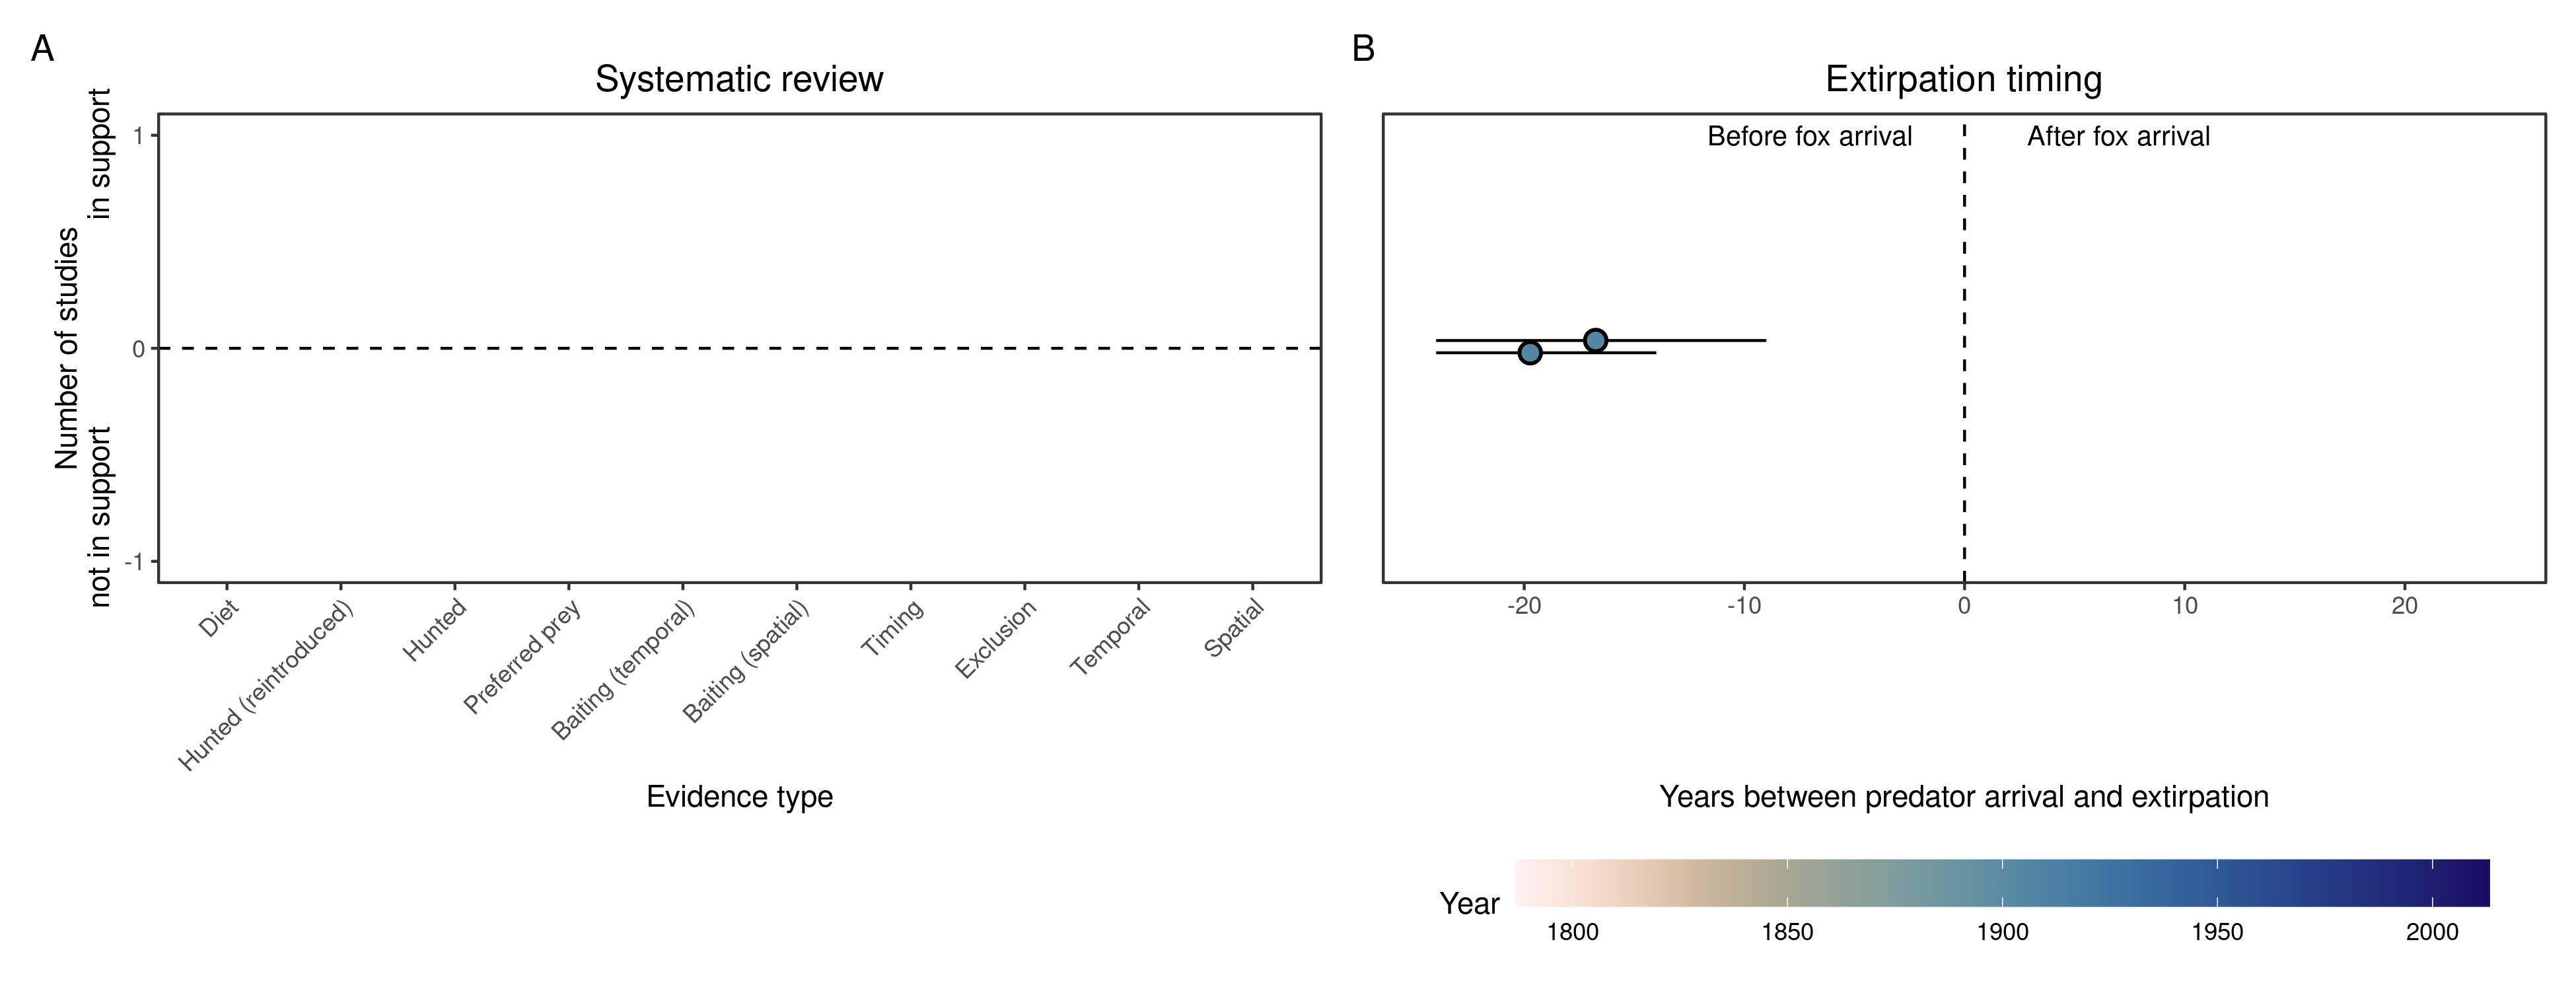 A
Systematic review
Number of studies
not in support
in support
1
0
-1
Diet
Hunted (reintroduced)
Hunted
Preferred prey
Baiting (temporal)
Baiting (spatial)
Timing
Exclusion
Temporal
Spatial
Evidence type
B
Extirpation timing
Before fox arrival
After fox arrival
-20
-10
0
10
20
Years between predator arrival and extirpation
Year
1800
1850
1900
1950
2000